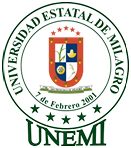 UNIVERSIDAD ESTATAL DE MILAGRO
7 de Febrero 2001
UNEMI